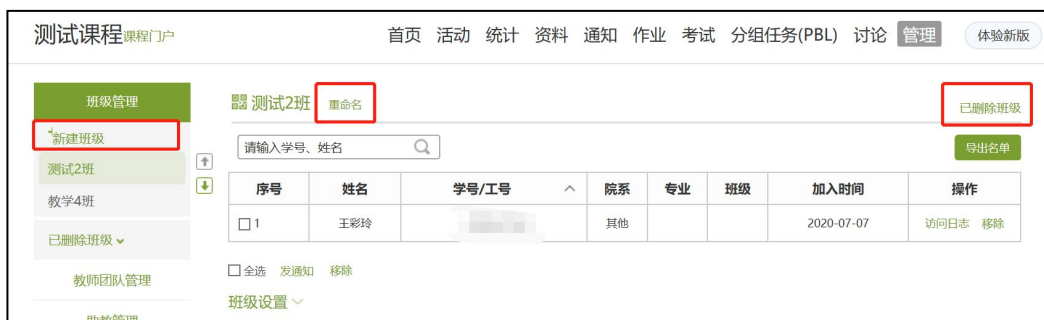 测试课程课程门户 首页 活动 统计 资料 通知 作业 考试 分组任务(PBL) 讨论 管理 体验新版
班级管理
+新建班级
测试2班
教学4班
已删除班级
教师团队管理
助教管理
测试2班 重命名 已删除班级
请输入学号、姓名 导出名单
序号 姓名 学号/工号 院系 专业 班级 加入时间 操作
1 王彩玲 其他 2020-07-07 访问日志 移除
全选 发通知 移除
班级设置